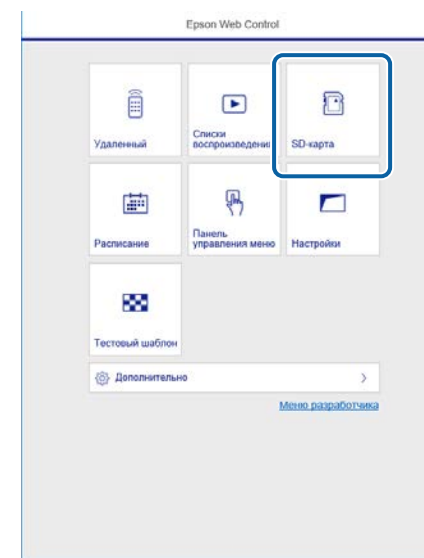 Epson Web Control
Удаленный
Списки
воспроизведени
SD-карта
Расписание
Панель
управления меню
Настройки
Тестовый шаблон
Дополнительно
Меню разработчика